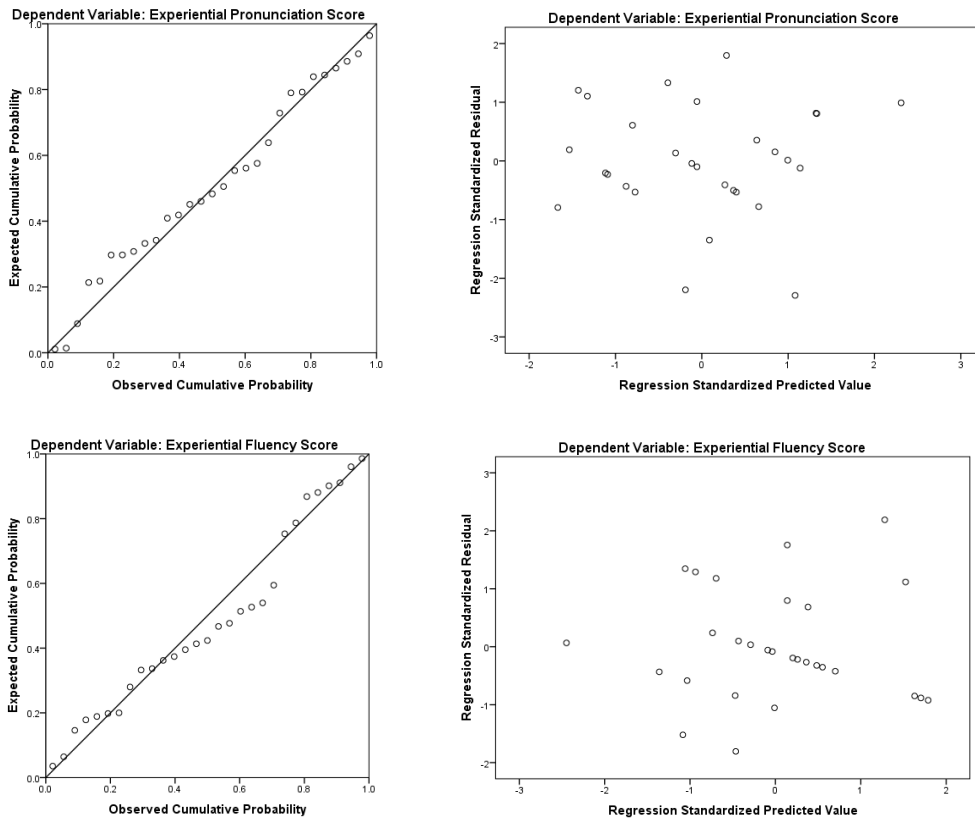 Dependent Variable: Experiential Pronunciation Score
1.0
0.8
0.6
0.4
0.2
0.0
Expected Cumulative Probability
0.0 0.2 0.4 0.6 0.8 1.0
Observed Cumulative Probability
Dependent Variable: Experiential Pronunciation Score
2
1
0
-1
-2
-3
Regression Standardized Residual
-2 -1 0 1 2 3
Regression Standardized Predicted Value
Dependent Variable: Experiential Fluency Score
1.0
0.8
0.6
0.4
0.2
0.0
Expected Cumulative Probability
0.0 0.2 0.4 0.6 0.8 1.0
Observed Cumulative Probability
Dependent Variable: Experiential Fluency Score
3
2
1
0
-1
-2
Regression Standardized Residual
-3 -2 -1 0 1 2
Regression Standardized Predicted Value